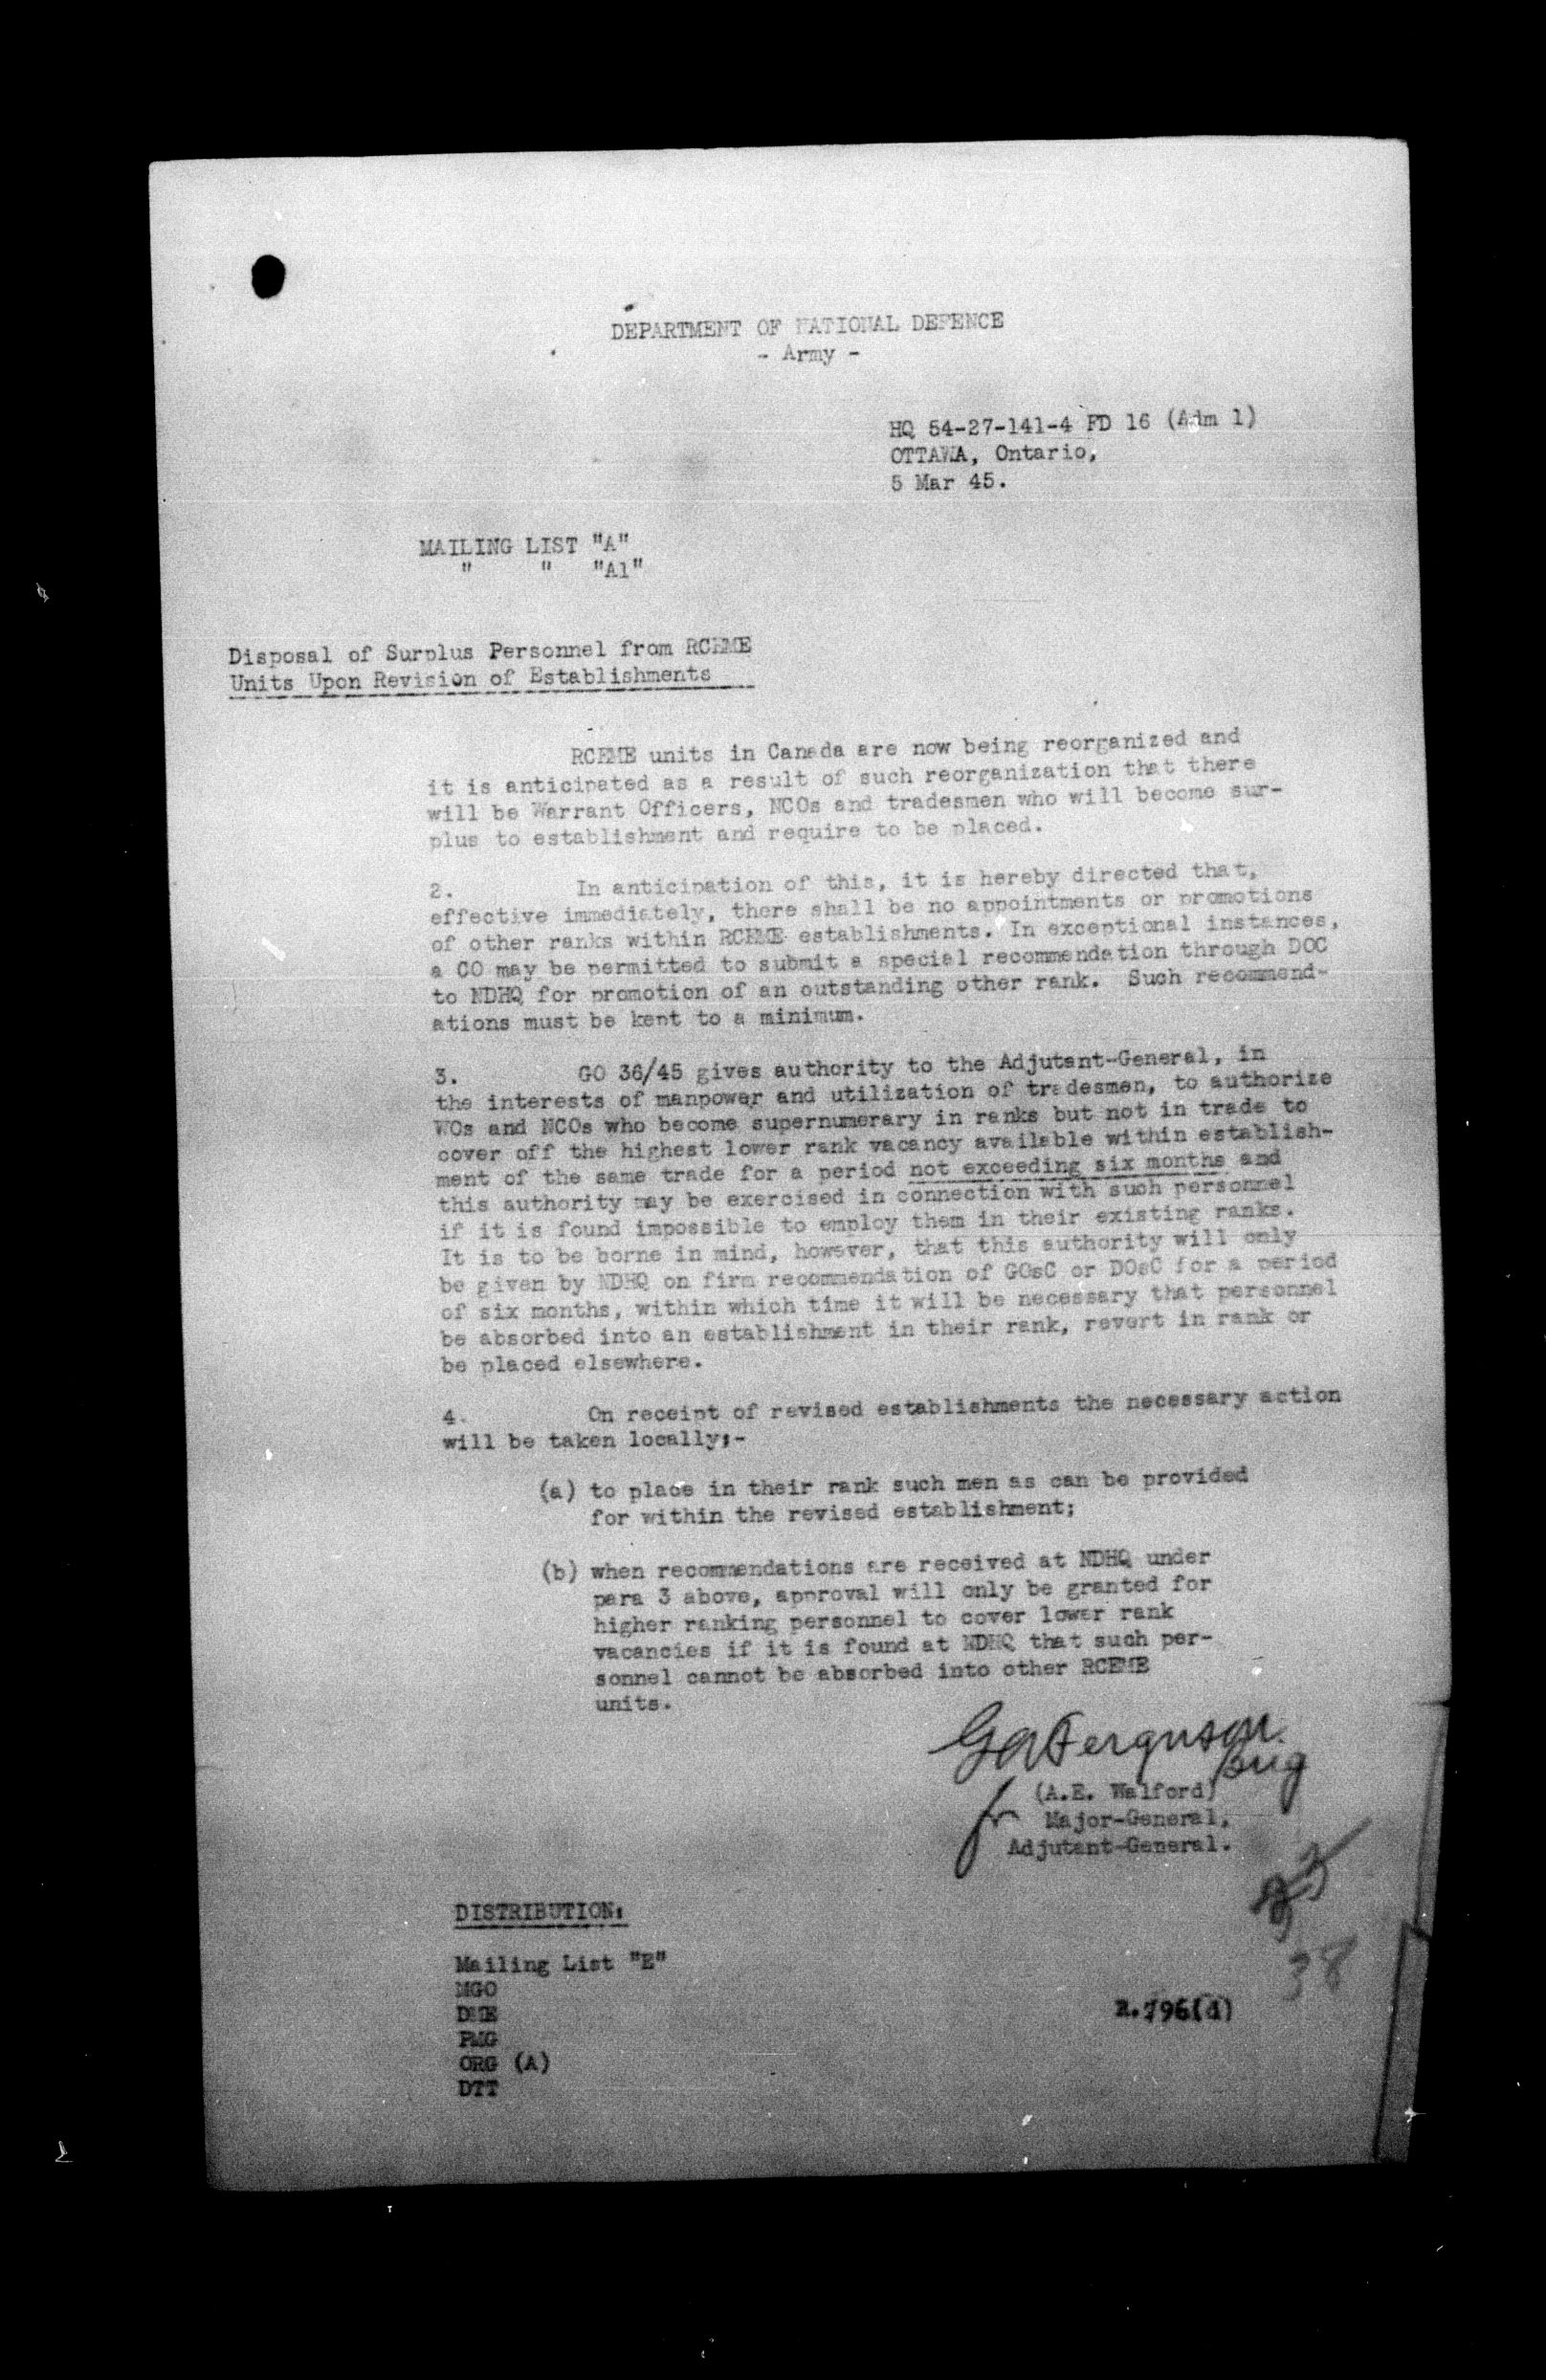 DEPARTMENT OF NATIONAL DEFENCE
- Army -
HQ 54-27-141-4 FD 16 (Adm 1)
OTTAWA, Ontario,
5 Mar 45.
MAILING LIST "A"
" " "A1"
Disposal of Surplus Personnel from RCEME
Units Upon Revision of Establishments
RCEME units in Canada are now being reorganized and
it is anticipated as a result of such reorganization that there
will be Warrant Officers, NCOs and tradesmen who will become sur-
plus to establishment and require to be placed.
2. In anticipation of this, it is hereby directed that,
effective immediately, there shall be no appointments or promotions
of other ranks within RCEME establishments. In exceptional instances,
a CO may be permitted to submit a special recommendation through DOC
to NDHQ for promotion of an outstanding other rank. Such recommend-
ations must be kept to a minimum.
3. GO 36/45 gives authority to the Adjutant-General, in
the interests of manpower and utilization of tradesmen, to authorize
WOs and NCOs who become supernumerary in ranks but not in trade to
cover off the highest lower rank vacancy available within establish-
ment of the same trade for a period not exceeding six months and
this authority may be exercised in connection with such personnel
if it is found impossible to employ them in their existing ranks.
It is to be borne in mind, however, that this authority will only
be given by NDHQ on firm recommendation of GOsC or DOsC for a period
of six months, within which time it will be necessary that personnel
be absorbed into an establishment in their rank, revert in rank or
be placed elsewhere.
4. On receipt of revised establishments the necessary action
will be taken locally:-
(a) to place in their rank such men as can be provided
for within the revised establishment;
(b) when recommendations are received at NDHQ under
para 3 above, approval will only be granted for
higher ranking personnel to cover lower rank
vacancies if it is found at NDHQ that such per-
sonnel cannot be absorbed into other RCEME
units.
GAFerguson.
Brig
(A.E. Walford)
for Major-General,
Adjutant-General.
DISTRIBUTION:
Mailing List "E"
MGO
DME
PMG
ORG (A)
DTT
38
R.796(d)